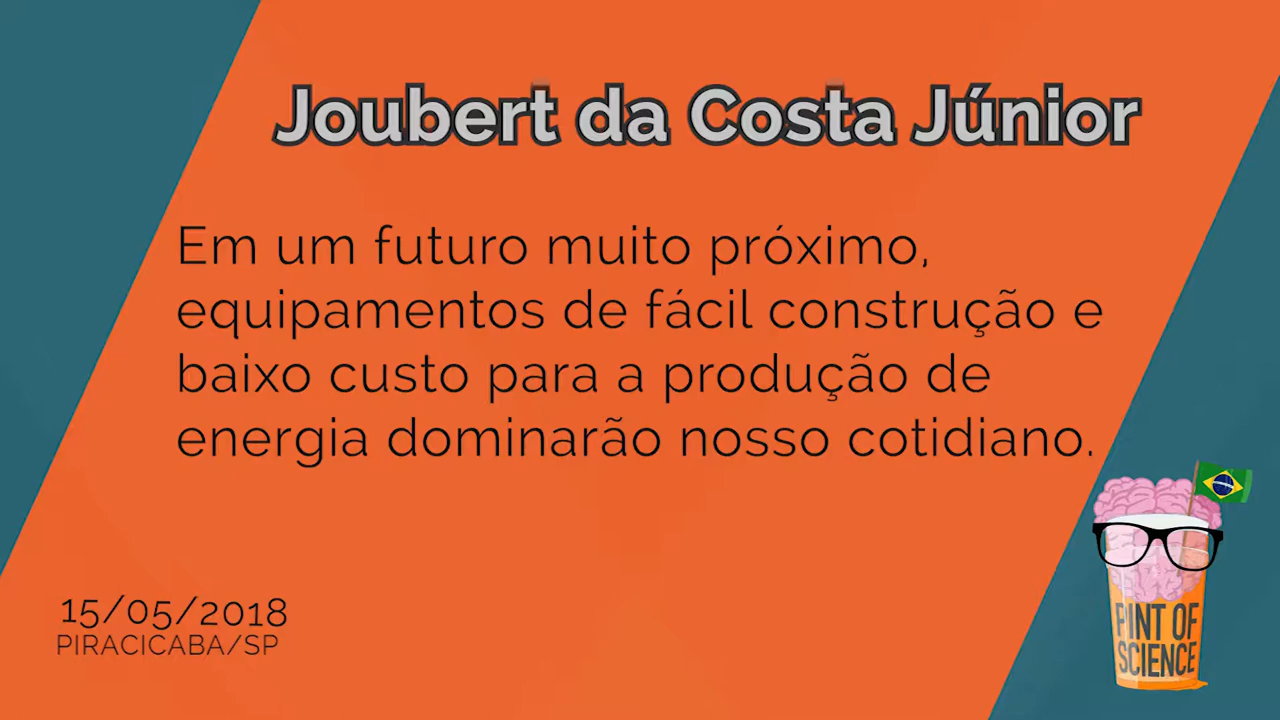 Joubert da Costa Júnior
Em um futuro muito próximo,
equipamentos de fácil construção e
baixo custo para a produção de
energia dominarão nosso cotidiano.
15/05/2018
PIRACICABA/SP
PINT OF
SCIENCE